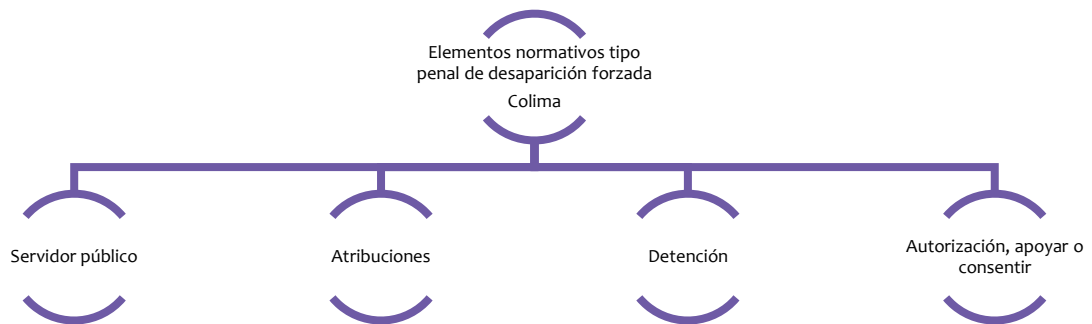 Elementos normativos tipo
penal de desaparición forzada
Colima
Servidor público
Atribuciones
Detención
Autorización, apoyar o
consentir